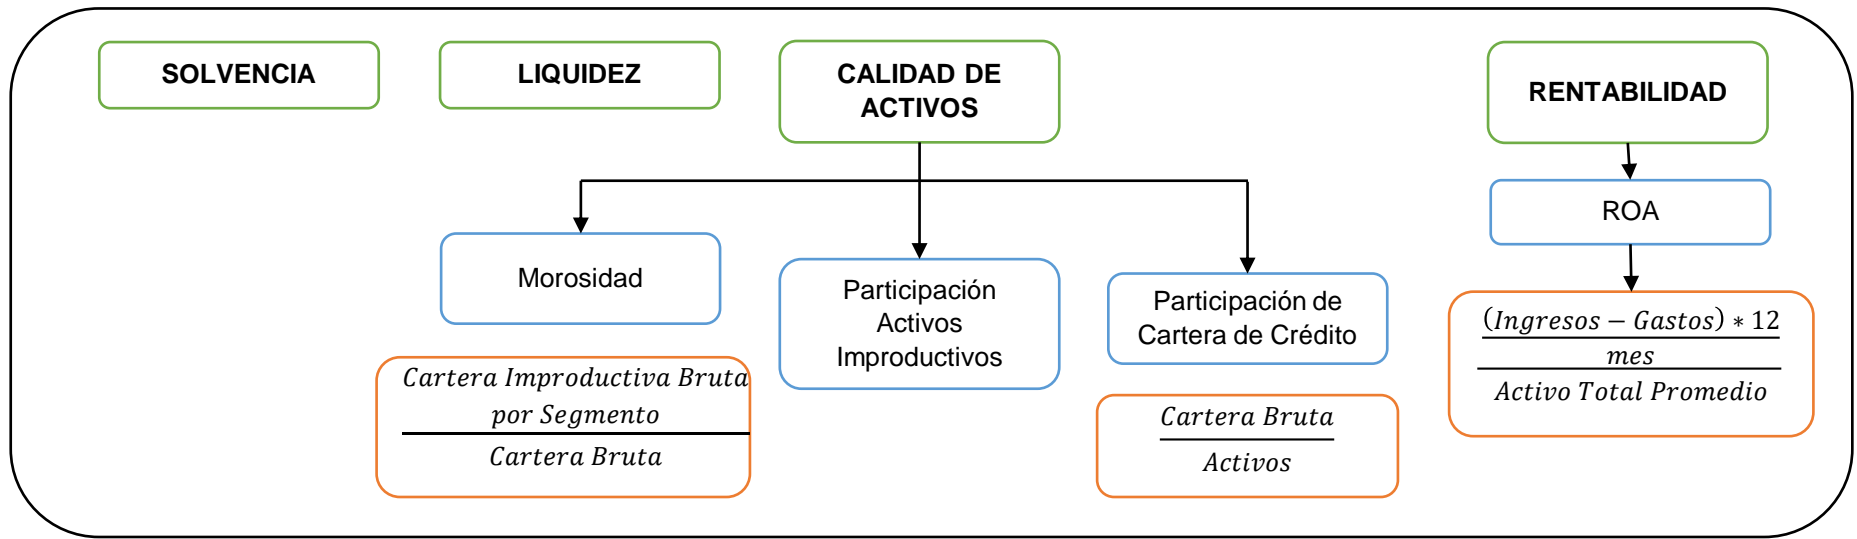 SOLVENCIA
LIQUIDEZ
CALIDAD DE
ACTIVOS
RENTABILIDAD
Morosidad
Participación
Activos
Improductivos
Participación de
Cartera de Crédito
ROA
Cartera Improductiva Bruta
por Segmento
Cartera Bruta
Cartera Bruta
Activos
(Ingresos − Gastos) ∗ 12
mes
Activo Total Promedio